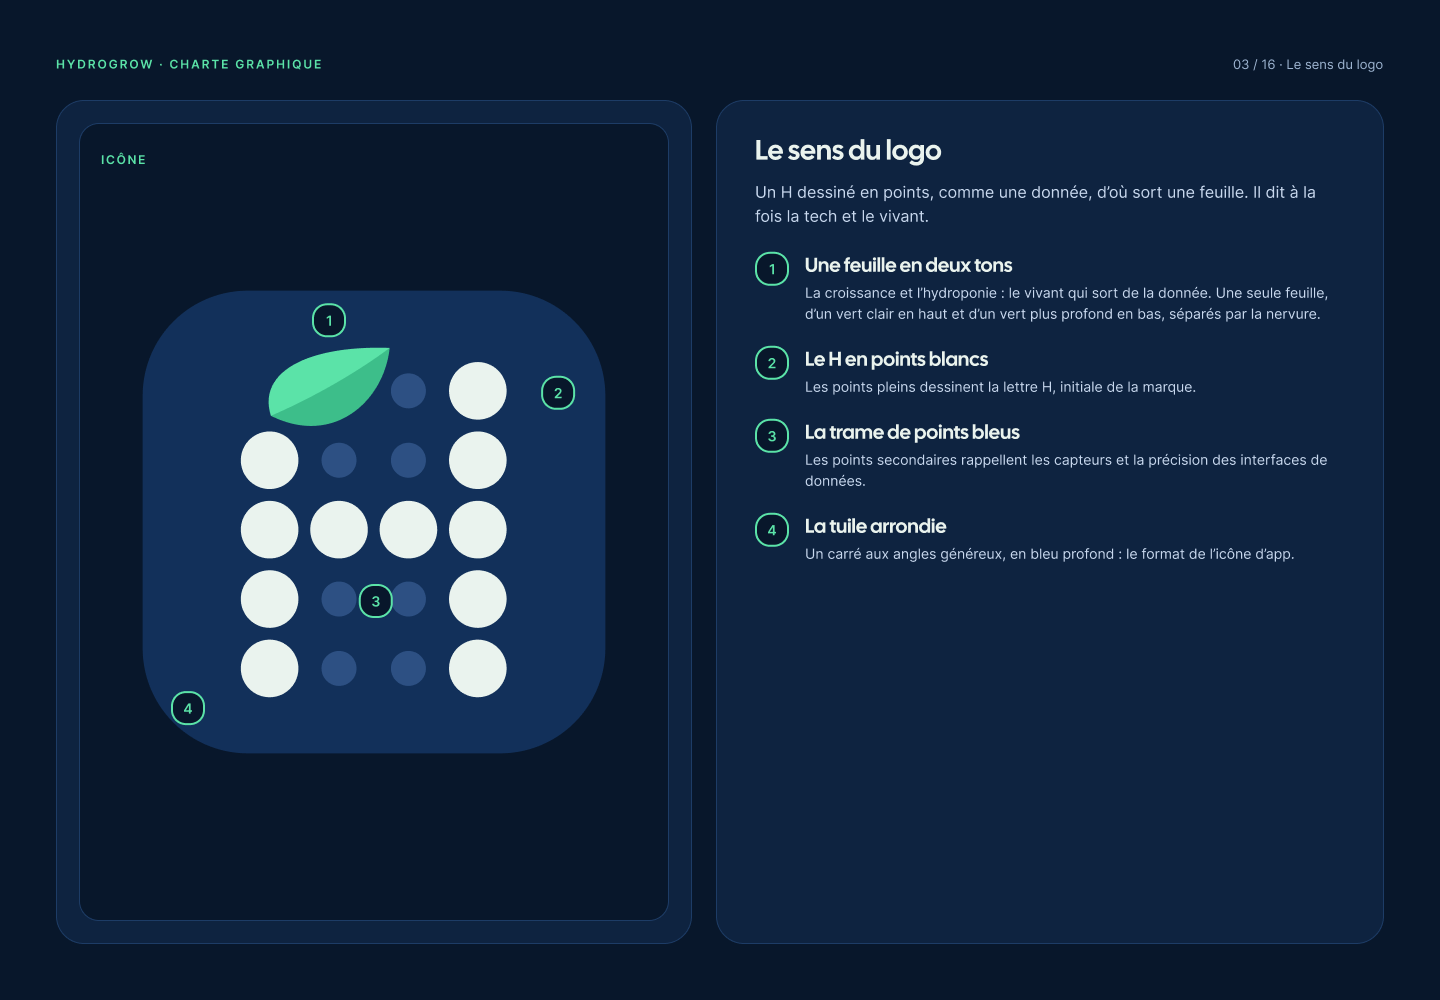 HYDROGROW · CHARTE GRAPHIQUE
03 / 16 · Le sens du logo
ICÔNE
1
2
3
4
Le sens du logo
Un H dessiné en points, comme une donnée, d’où sort une feuille. Il dit à la
fois la tech et le vivant.
1
Une feuille en deux tons
La croissance et l’hydroponie : le vivant qui sort de la donnée. Une seule feuille,
d’un vert clair en haut et d’un vert plus profond en bas, séparés par la nervure.
2
Le H en points blancs
Les points pleins dessinent la lettre H, initiale de la marque.
3
La trame de points bleus
Les points secondaires rappellent les capteurs et la précision des interfaces de
données.
4
La tuile arrondie
Un carré aux angles généreux, en bleu profond : le format de l’icône d’app.